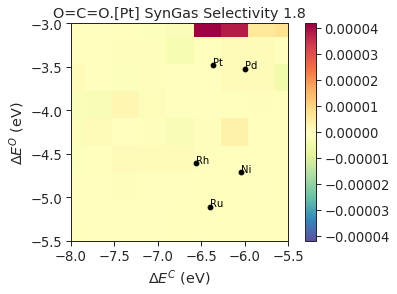 O=C=O.[Pt] SynGas Selectivity 1.8
−3.0
−3.5
−4.0
−4.5
−5.0
−5.5
ΔE^O (eV)
Pt
Pd
Rh
Ni
Ru
−8.0 −7.5 −7.0 −6.5 −6.0 −5.5
ΔE^C (eV)
0.00004
0.00003
0.00002
0.00001
0.00000
−0.00001
−0.00002
−0.00003
−0.00004